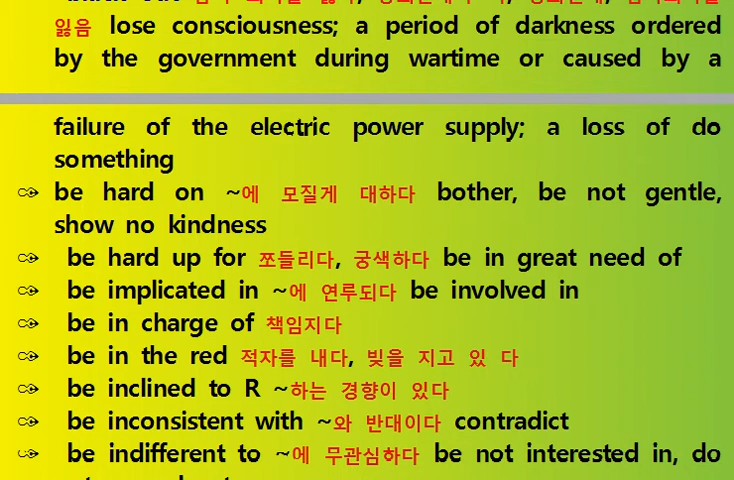 잃음 lose consciousness; a period of darkness ordered
by the government during wartime or caused by a
failure of the electric power supply; a loss of do
something
be hard on ~에 모질게 대하다 bother, be not gentle,
show no kindness
be hard up for 쪼들리다, 궁색하다 be in great need of
be implicated in ~에 연루되다 be involved in
be in charge of 책임지다
be in the red 적자를 내다, 빚을 지고 있 다
be inclined to R ~하는 경향이 있다
be inconsistent with ~와 반대이다 contradict
be indifferent to ~에 무관심하다 be not interested in, do